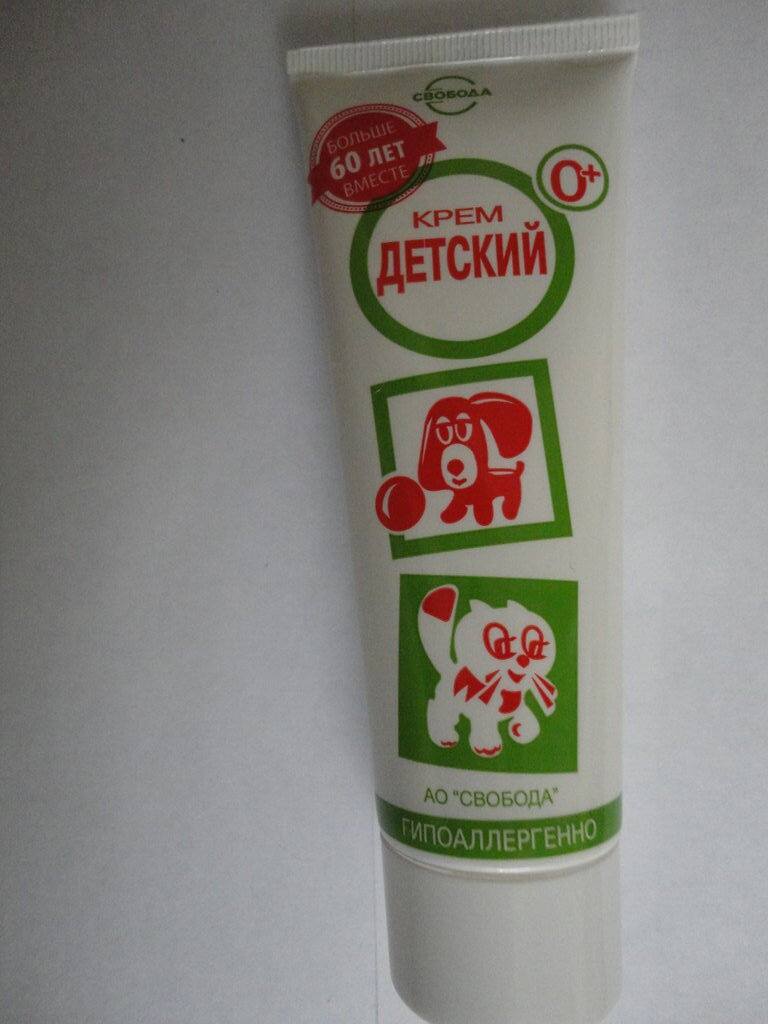 СВОБОДА
БОЛЬШЕ
60 ЛЕТ
ВМЕСТЕ
0+
КРЕМ
ДЕТСКИЙ
АО "СВОБОДА"
ГИПОАЛЛЕРГЕННО